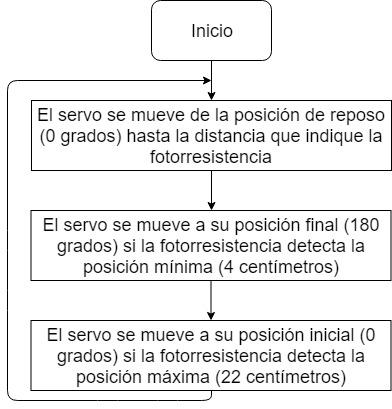 Inicio
El servo se mueve de la posición de reposo
(0 grados) hasta la distancia que indique la
fotorresistencia
El servo se mueve a su posición final (180
grados) si la fotorresistencia detecta la
posición mínima (4 centímetros)
El servo se mueve a su posición inicial (0
grados) si la fotorresistencia detecta la
posición máxima (22 centímetros)